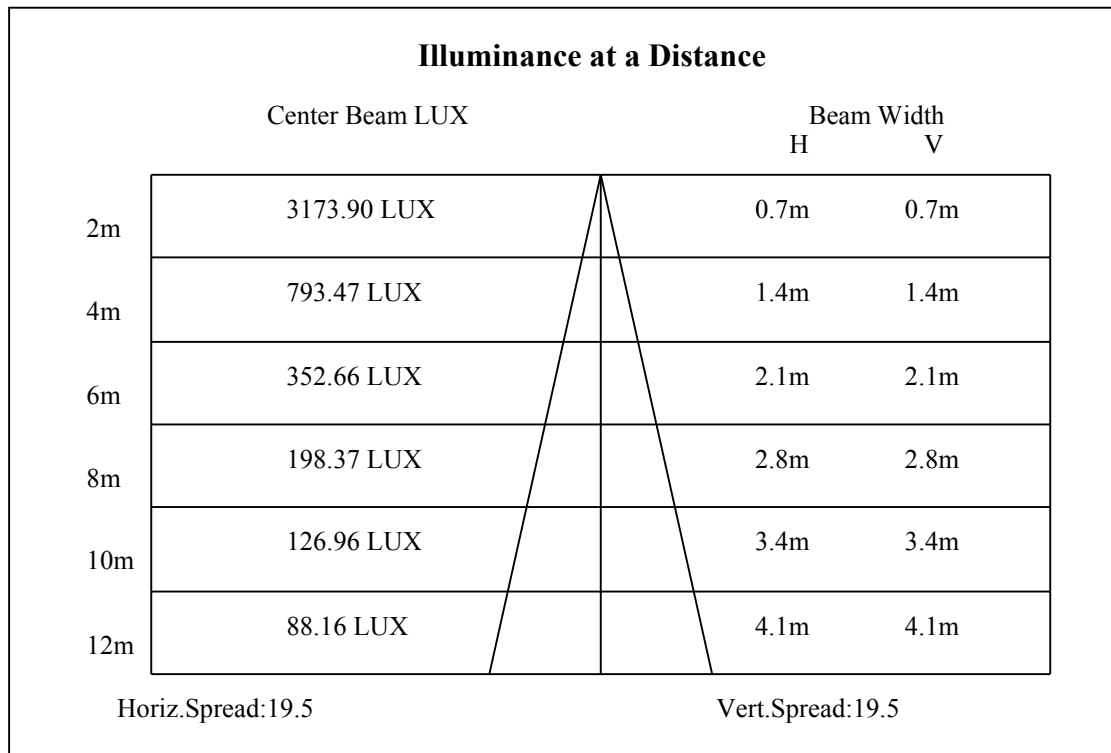 Illuminance at a Distance
Center Beam LUX Beam Width
H V
2m 3173.90 LUX 0.7m 0.7m
4m 793.47 LUX 1.4m 1.4m
6m 352.66 LUX 2.1m 2.1m
8m 198.37 LUX 2.8m 2.8m
10m 126.96 LUX 3.4m 3.4m
12m 88.16 LUX 4.1m 4.1m
Horiz.Spread:19.5 Vert.Spread:19.5